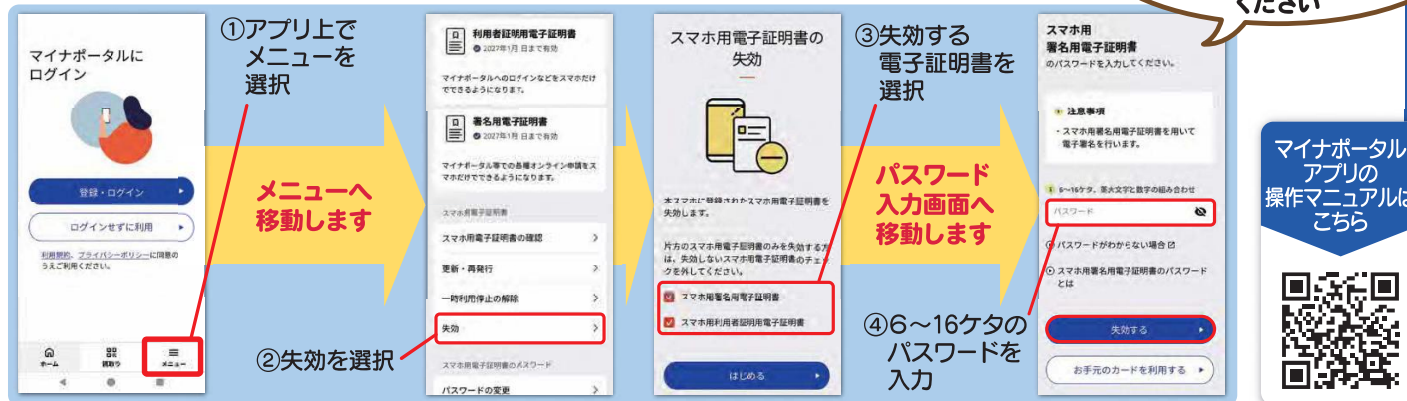 ください
①アプリ上で
メニューを
選択
マイナポータルに
ログイン
登録・ログイン
ログインせずに利用
利用規約、プライバシーポリシーに同意の
うえご利用ください。
ホーム
読取り
メニュー
メニューへ
移動します
利用者証明用電子証明書
2027年1月 日まで有効
マイナポータルへのログインなどをスマホだけ
でできるようになります。
署名用電子証明書
2027年1月 日まで有効
マイナポータル等での各種オンライン申請をス
マホだけでできるようになります。
スマホ用電子証明書
スマホ用電子証明書の確認
更新・再発行
一時利用停止の解除
失効
スマホ用電子証明書のパスワード
パスワードの変更
②失効を選択
スマホ用電子証明書の
失効
本スマホに登録されたスマホ用電子証明書を
失効します。
片方のスマホ用電子証明書のみを失効する方
は、失効しないスマホ用電子証明書のチェッ
クを外してください。
スマホ用署名用電子証明書
スマホ用利用者証明用電子証明書
はじめる
③失効する
電子証明書を
選択
パスワード
入力画面へ
移動します
④6～16ケタの
パスワードを
入力
スマホ用
署名用電子証明書
のパスワードを入力してください。
注意事項
・スマホ用署名用電子証明書を用いて
電子署名を行います。
6～16ケタ、英大文字と数字の組み合わせ
パスワード
パスワードがわからない場合
スマホ用署名用電子証明書のパスワード
とは
失効する
お手元のカードを利用する
マイナポータル
アプリの
操作マニュアルは
こちら